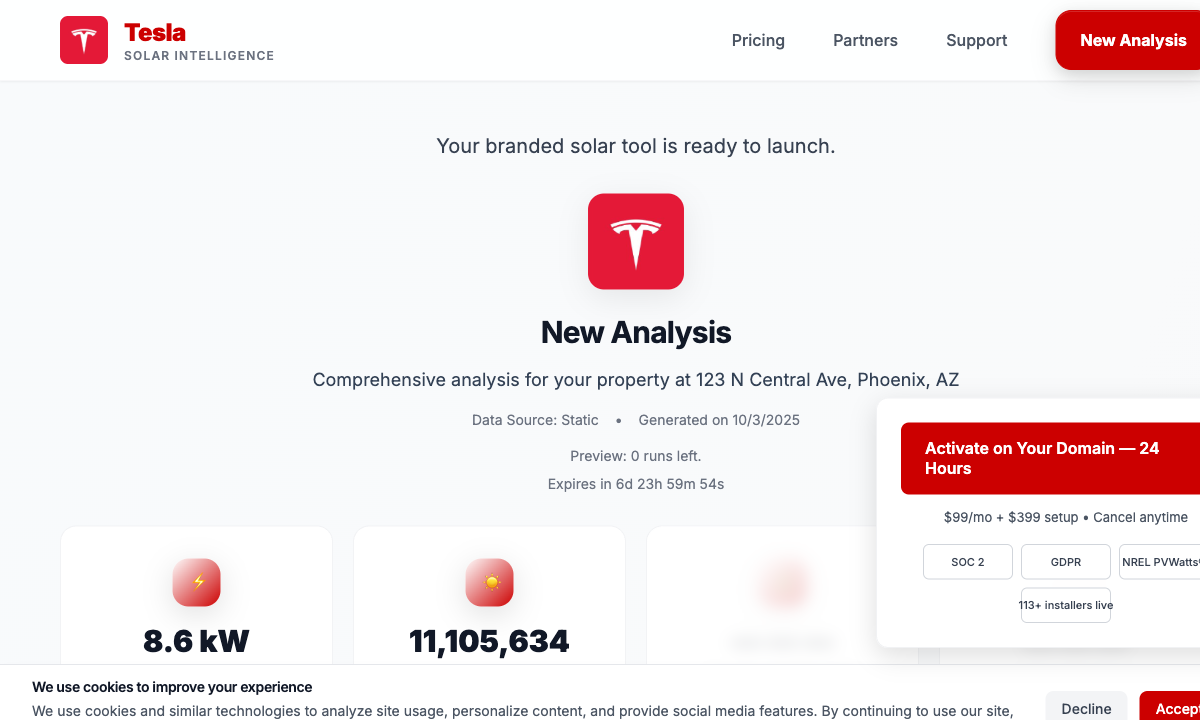 Tesla
SOLAR INTELLIGENCE
Pricing
Partners
Support
New Analysis
Your branded solar tool is ready to launch.
New Analysis
Comprehensive analysis for your property at 123 N Central Ave, Phoenix, AZ
Data Source: Static • Generated on 10/3/2025
Preview: 0 runs left.
Expires in 6d 23h 59m 54s
Activate on Your Domain — 24
Hours
$99/mo + $399 setup • Cancel anytime
SOC 2
GDPR
NREL PVWatts
113+ installers live
8.6 kW
11,105,634
We use cookies to improve your experience
We use cookies and similar technologies to analyze site usage, personalize content, and provide social media features. By continuing to use our site,
Decline
Accept